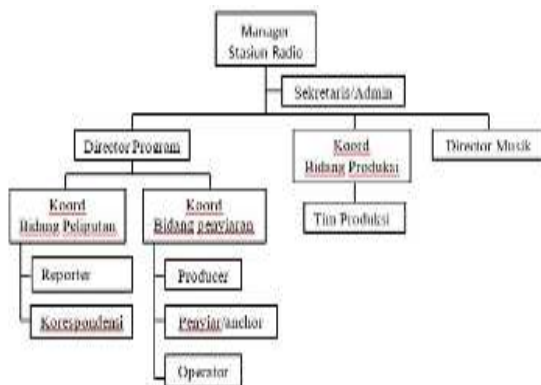 Manager
Stasiun Radio
Sekretaris/Admin
Director Program
Koord
Bidang Produksi
Director Musik
Koord
Bidang Peliputan
Koord
Bidang penyiaran
Tim Produksi
Reporter
Producer
Korespondensi
Penyiar/anchor
Operator